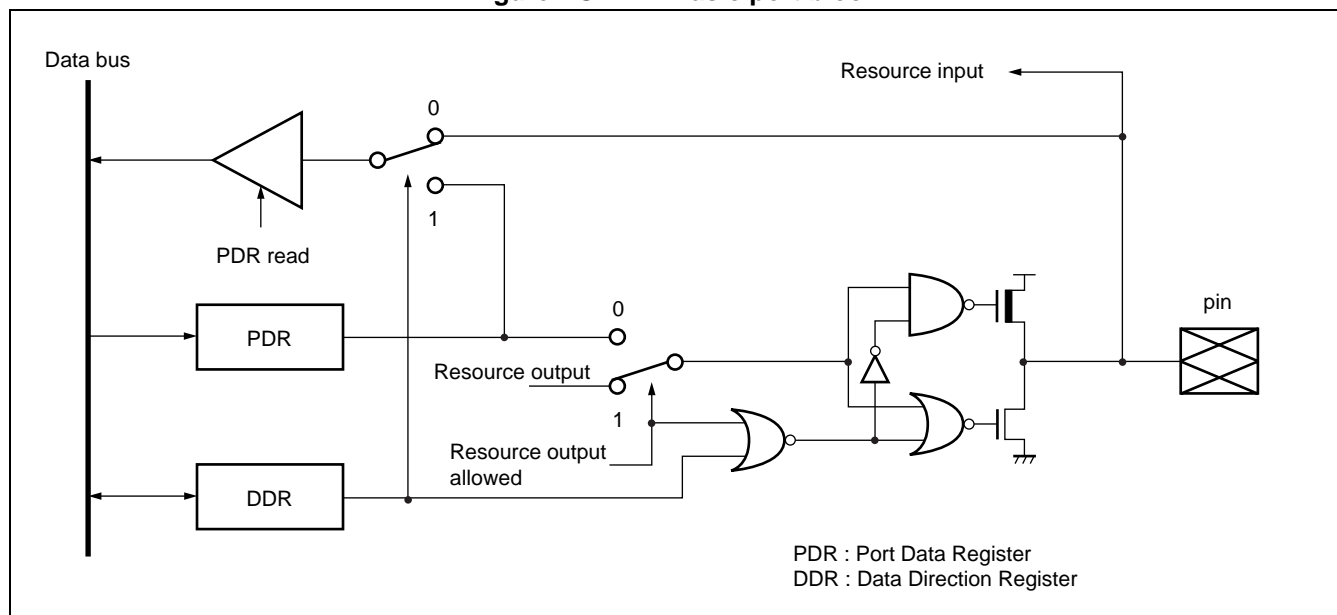 Data bus
Resource input
0
1
PDR read
pin
0
PDR
Resource output
1
Resource output
allowed
DDR
PDR : Port Data Register
DDR : Data Direction Register